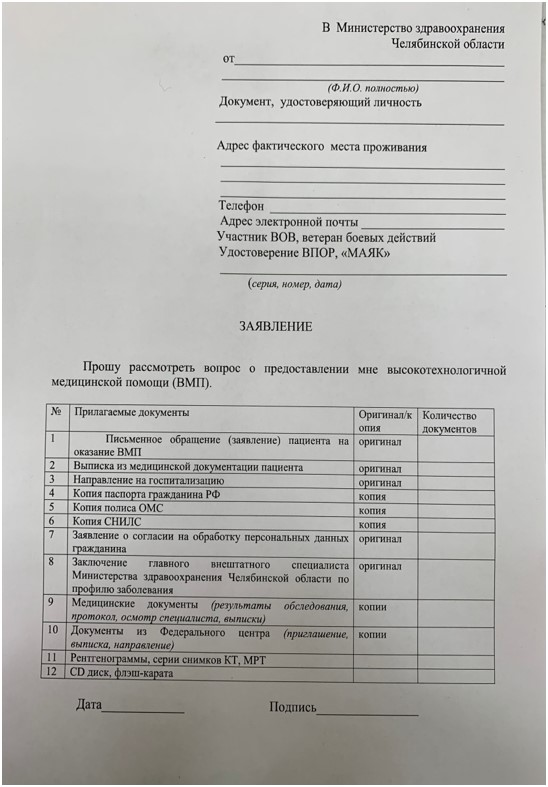 В Министерство здравоохранения
Челябинской области
от
(Ф.И.О. полностью)
Документ, удостоверяющий личность
Адрес фактического места проживания
Телефон
Адрес электронной почты
Участник ВОВ, ветеран боевых действий
Удостоверение ВПОР, «МАЯК»
(серия, номер, дата)
ЗАЯВЛЕНИЕ
Прошу рассмотреть вопрос о предоставлении мне высокотехнологичной
медицинской помощи (ВМП).
№ Прилагаемые документы Оригинал/к Количество
опия документов
1 Письменное обращение (заявление) пациента на оригинал
оказание ВМП
2 Выписка из медицинской документации пациента оригинал
3 Направление на госпитализацию оригинал
4 Копия паспорта гражданина РФ копия
5 Копия полиса ОМС копия
6 Копия СНИЛС копия
7 Заявление о согласии на обработку персональных данных оригинал
гражданина
8 Заключение главного внештатного специалиста оригинал
Министерства здравоохранения Челябинской области по
профилю заболевания
9 Медицинские документы (результаты обследования, копии
протокол, осмотр специалиста, выписки)
10 Документы из Федерального центра (приглашение, копии
выписка, направление)
11 Рентгенограммы, серии снимков КТ, МРТ
12 CD диск, флэш-карата
Дата Подпись